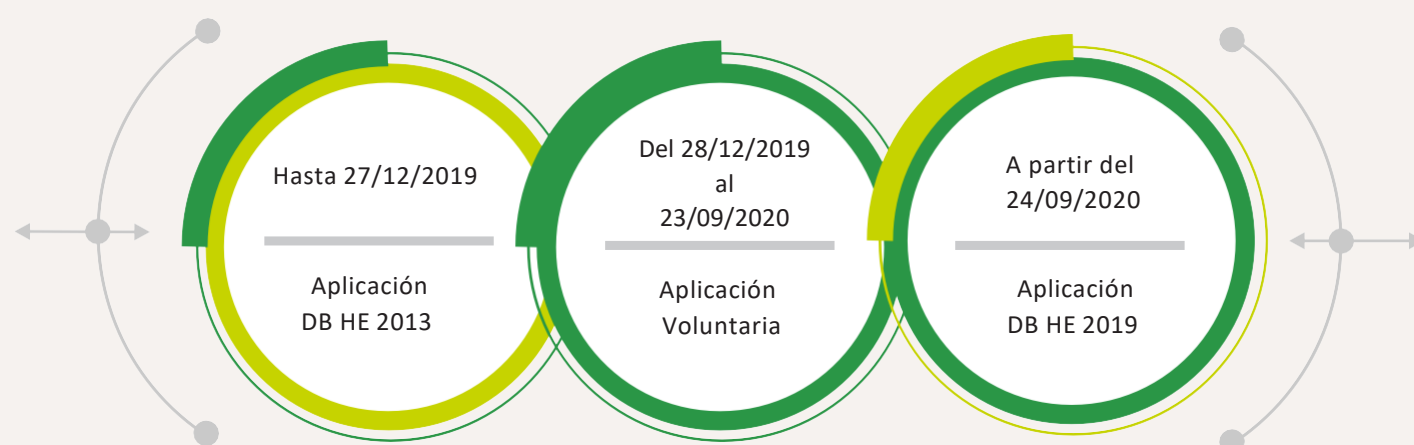 Hasta 27/12/2019
Aplicación
DB HE 2013
Del 28/12/2019
al
23/09/2020
Aplicación
Voluntaria
A partir del
24/09/2020
Aplicación
DB HE 2019